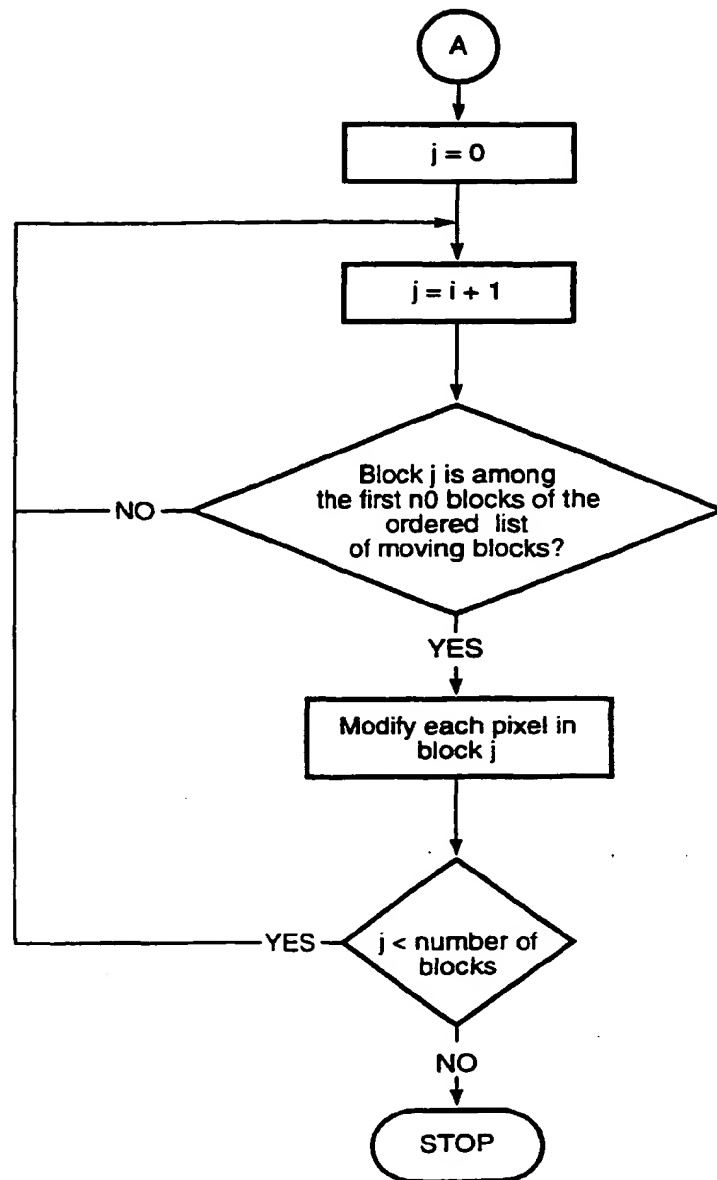 A
j = 0
j = i + 1
Block j is among
the first n0 blocks of the
ordered list
of moving blocks?
NO
YES
Modify each pixel in
block j
j < number of
blocks
YES
NO
STOP